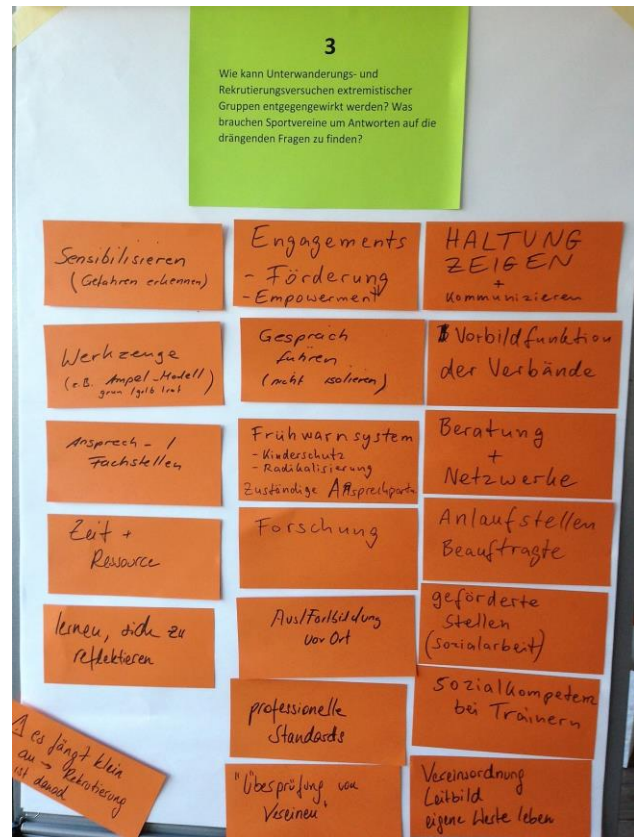 3
Wie kann Unterwanderungs- und
Rekrutierungsversuchen extremistischer
Gruppen entgegengewirkt werden? Was
brauchen Sportvereine um Antworten auf die
drängenden Fragen zu finden?
Sensibilisieren
(Gefahren erkennen)
Werkzeuge
(z.B. Ampel-Modell)
grün / gelb / rot
Ansprech- /
Fachstellen
Zeit +
Ressource
lernen, sich zu
reflektieren
es fängt klein
an → Rekrutierung
ist danach
Engagements
- Förderung
- Empowerment
Gespräch
führen
(nicht isolieren)
Frühwarnsystem
- Kinderschutz
- Radikalisierung
Zuständige Ansprechpartn
Forschung
Aus/Fortbildung
vor Ort
professionelle
Standards
"Übesprüfung von
Vereinen"
HALTUNG
ZEIGEN
+
Kommunizieren
Vorbildfunktion
der Verbände
Beratung
+
Netzwerke
Anlaufstellen
Beauftragte
geförderte
Stellen
(Sozialarbeit)
Sozialkompetenz
bei Trainern
Vereinsordnung
Leitbild
eigene Werte leben